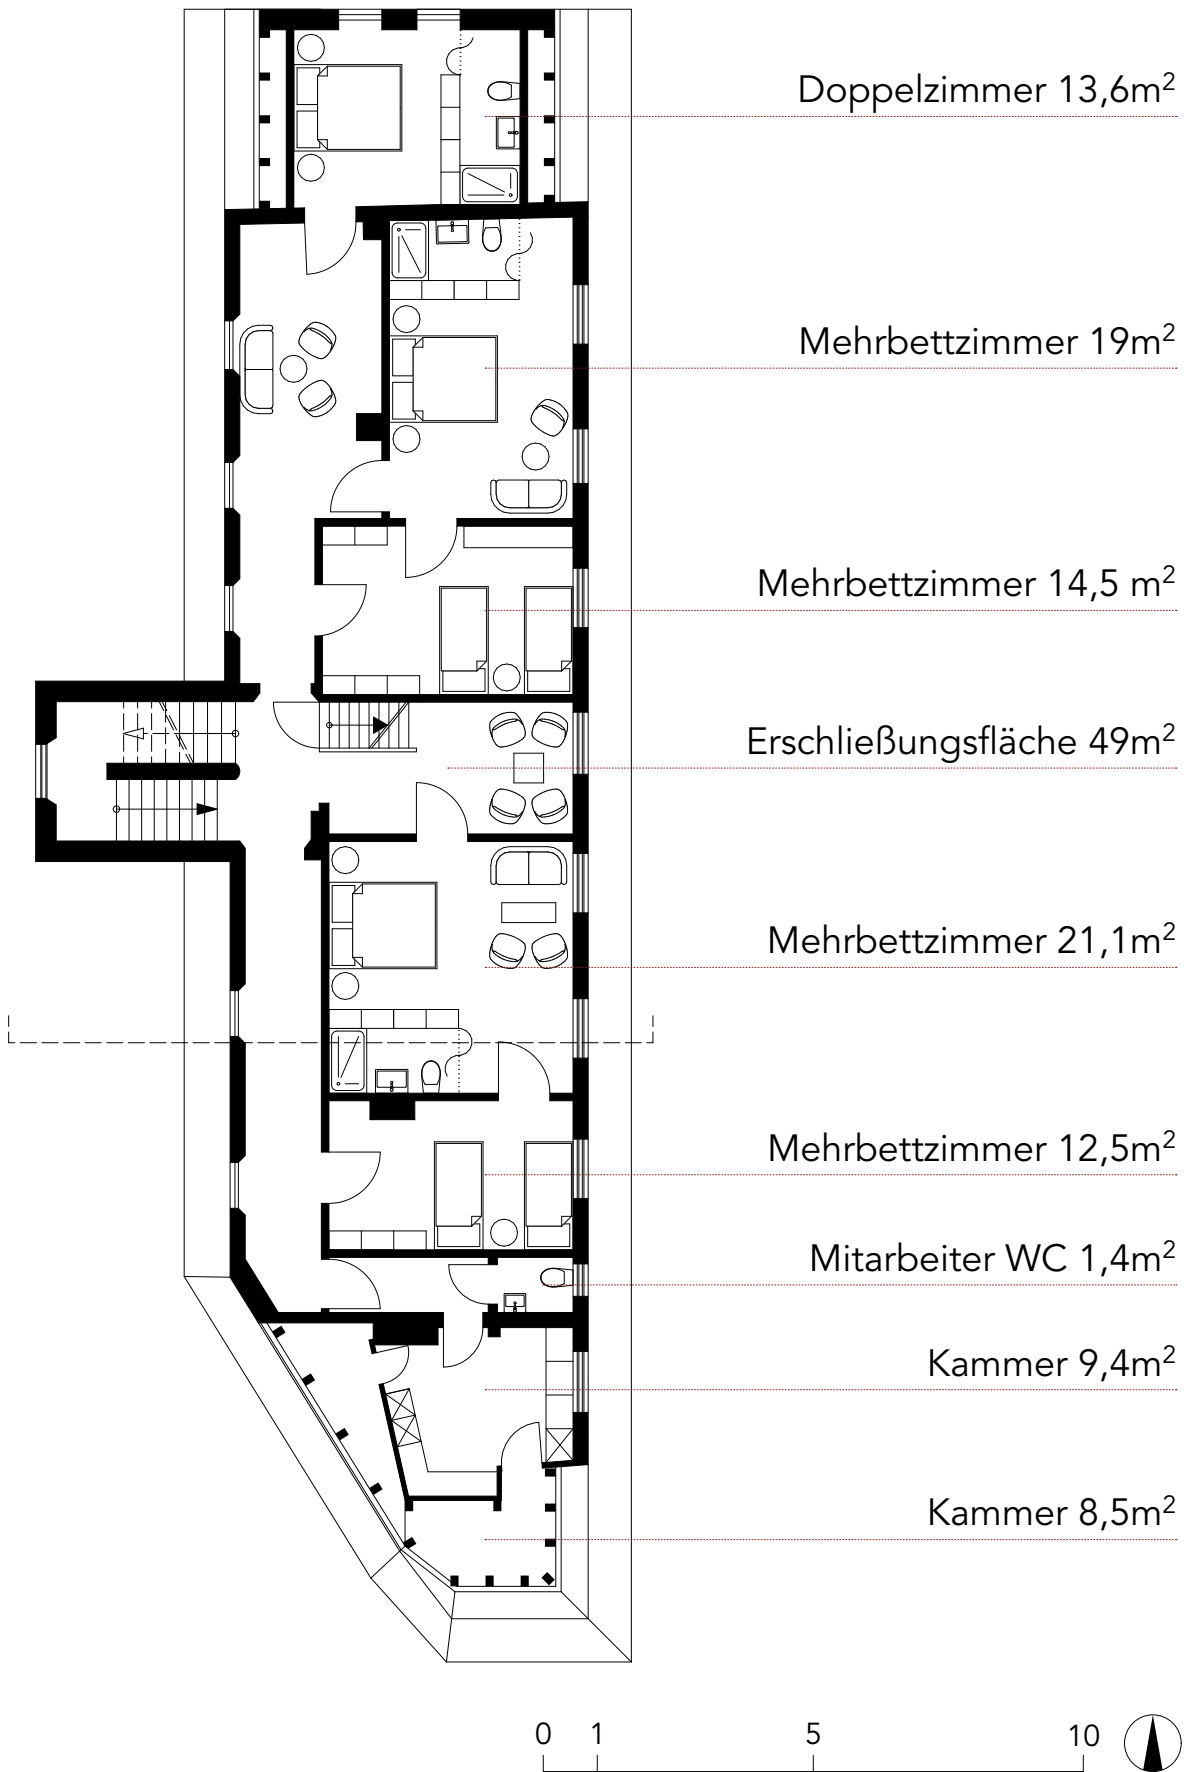 Doppelzimmer 13,6m²
Mehrbettzimmer 19m²
Mehrbettzimmer 14,5 m²
Erschließungsfläche 49m²
Mehrbettzimmer 21,1m²
Mehrbettzimmer 12,5m²
Mitarbeiter WC 1,4m²
Kammer 9,4m²
Kammer 8,5m²
0 1 5 10